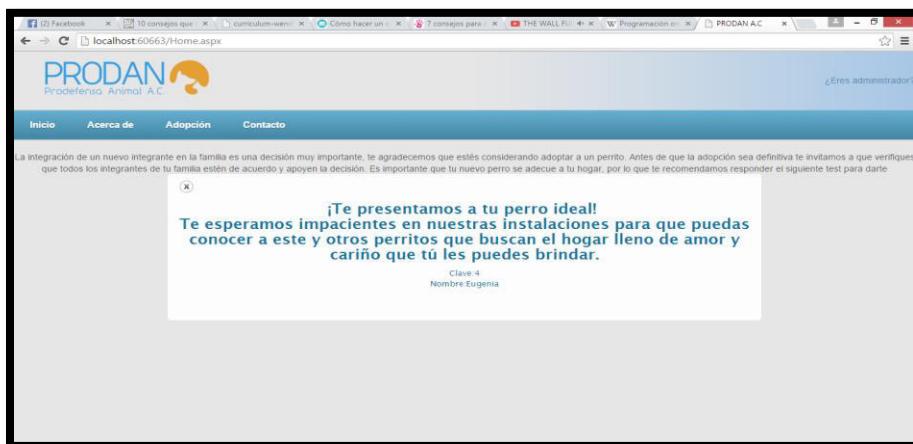 (2) Facebook
10 consejos que
curriculum-wend
Cómo hacer un c
7 consejos para
THE WALL FUL
Programación en
PRODAN A.C
localhost:60663/Home.aspx
PRODAN
Prodefensa Animal A.C.
¿Eres administrador?
Inicio Acerca de Adopción Contacto
La integración de un nuevo integrante en la familia es una decisión muy importante, te agradecemos que estés considerando adoptar a un perrito. Antes de que la adopción sea definitiva te invitamos a que verifiques
que todos los integrantes de tu familia estén de acuerdo y apoyen la decisión. Es importante que tu nuevo perro se adecue a tu hogar, por lo que te recomendamos responder el siguiente test para darte
x
¡Te presentamos a tu perro ideal!
Te esperamos impacientes en nuestras instalaciones para que puedas
conocer a este y otros perritos que buscan el hogar lleno de amor y
cariño que tú les puedes brindar.
Clave:4
Nombre:Eugenia